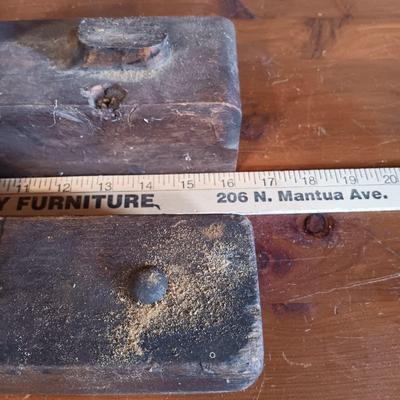 11 12 13 14 15 16 17 18 19 20
Y FURNITURE 206 N. Mantua Ave.